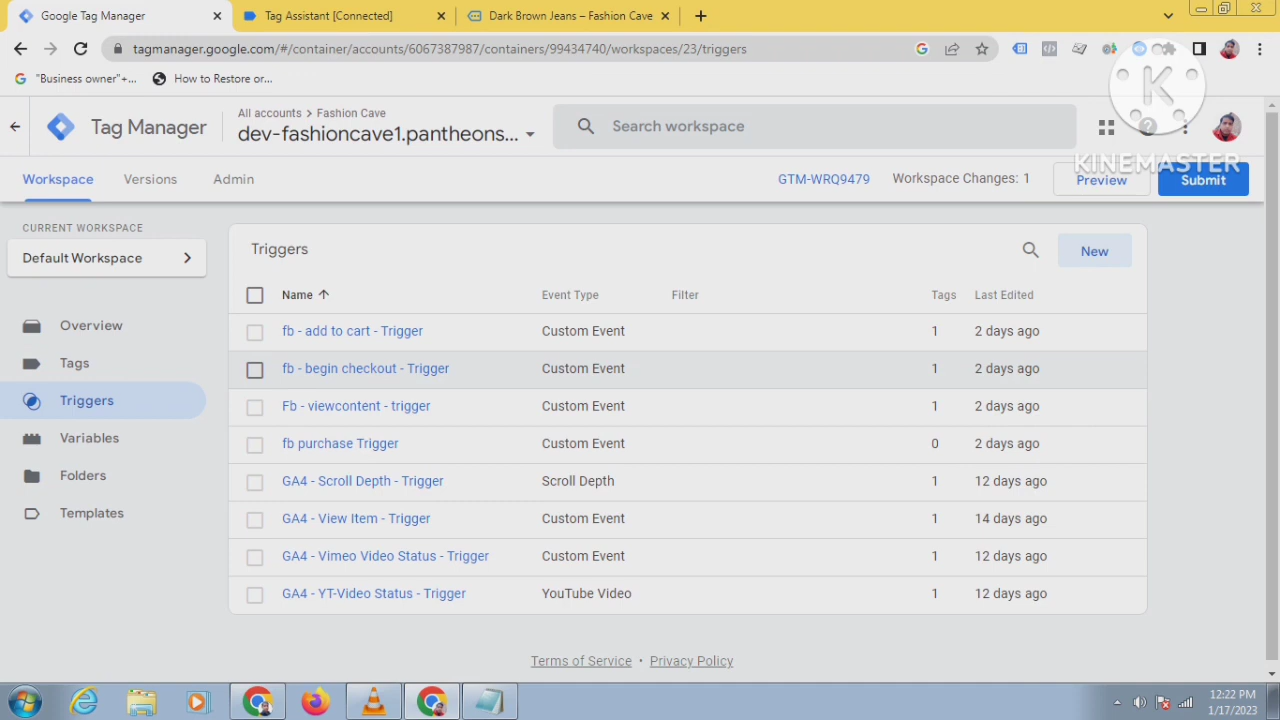 Google Tag Manager
Tag Assistant [Connected]
Dark Brown Jeans – Fashion Cave
tagmanager.google.com/#/container/accounts/6067387987/containers/99434740/workspaces/23/triggers
"Business owner"+...
How to Restore or...
Tag Manager
All accounts > Fashion Cave
dev-fashioncave1.pantheons...
Search workspace
K
KINEMASTER
Workspace
Versions
Admin
GTM-WRQ9479
Workspace Changes: 1
Preview
Submit
CURRENT WORKSPACE
Default Workspace
Overview
Tags
Triggers
Variables
Folders
Templates
Triggers
New
Name Event Type Filter Tags Last Edited
fb - add to cart - Trigger Custom Event 1 2 days ago
fb - begin checkout - Trigger Custom Event 1 2 days ago
Fb - viewcontent - trigger Custom Event 1 2 days ago
fb purchase Trigger Custom Event 0 2 days ago
GA4 - Scroll Depth - Trigger Scroll Depth 1 12 days ago
GA4 - View Item - Trigger Custom Event 1 14 days ago
GA4 - Vimeo Video Status - Trigger Custom Event 1 12 days ago
GA4 - YT-Video Status - Trigger YouTube Video 1 12 days ago
Terms of Service • Privacy Policy
12:22 PM
1/17/2023